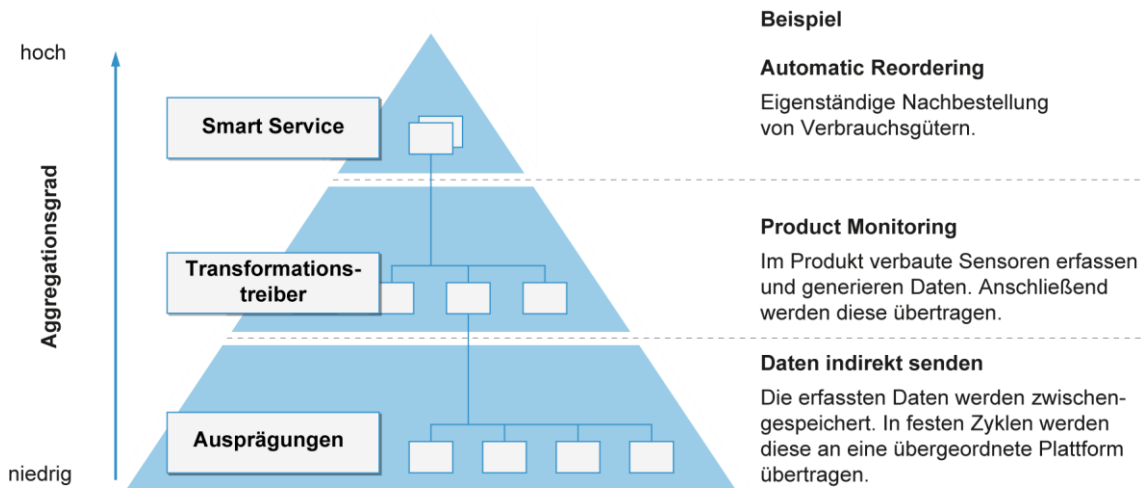 hoch
Aggregationsgrad
niedrig
Smart Service
Transformations-
treiber
Ausprägungen
Beispiel
Automatic Reordering
Eigenständige Nachbestellung
von Verbrauchsgütern.
Product Monitoring
Im Produkt verbaute Sensoren erfassen
und generieren Daten. Anschließend
werden diese übertragen.
Daten indirekt senden
Die erfassten Daten werden zwischen-
gespeichert. In festen Zyklen werden
diese an eine übergeordnete Plattform
übertragen.